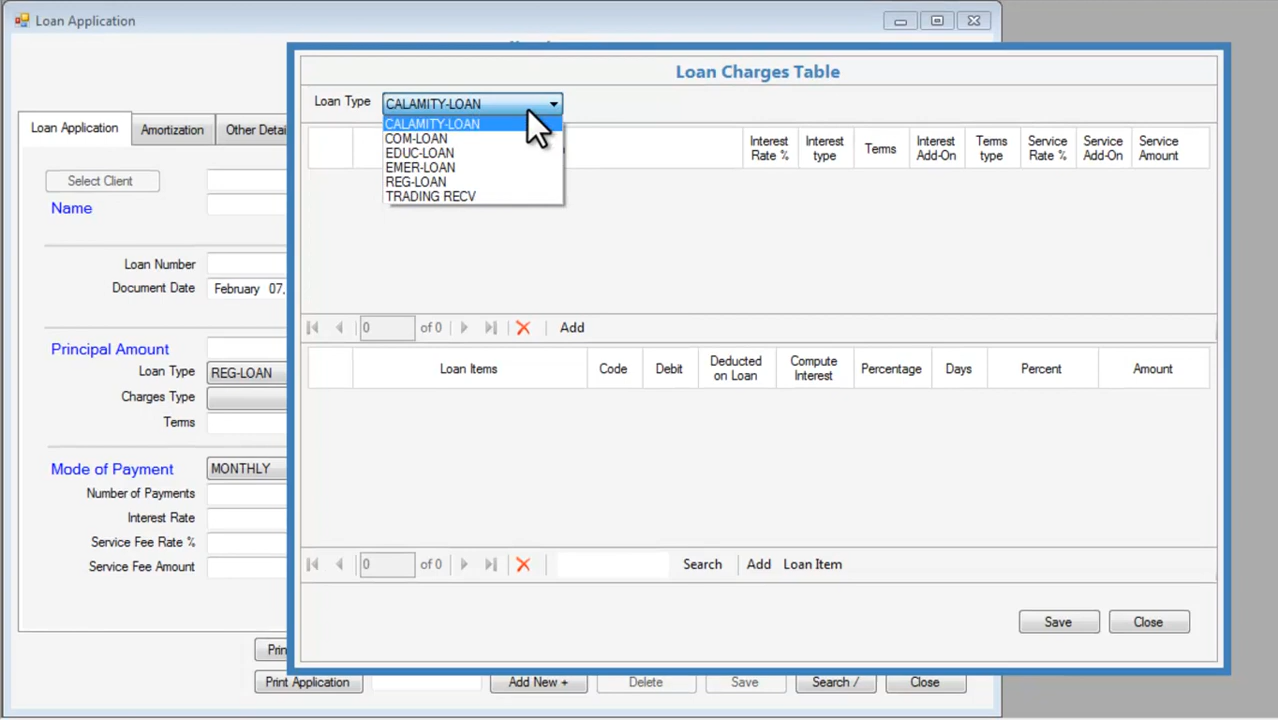 Loan Application
Loan Charges Table
Loan Type CALAMITY-LOAN
CALAMITY-LOAN
COM-LOAN
EDUC-LOAN
EMER-LOAN
REG-LOAN
TRADING RECV
Interest Rate % Interest type Terms Interest Add-On Terms type Service Rate % Service Add-On Service Amount
0 of 0 Add
Loan Items Code Debit Deducted on Loan Compute Interest Percentage Days Percent Amount
0 of 0 Search Add Loan Item
Save Close
Loan Application Amortization Other Detai
Select Client
Name
Loan Number
Document Date February 07,
Principal Amount
Loan Type REG-LOAN
Charges Type
Terms
Mode of Payment MONTHLY
Number of Payments
Interest Rate
Service Fee Rate %
Service Fee Amount
Prin
Print Application Add New + Delete Save Search / Close